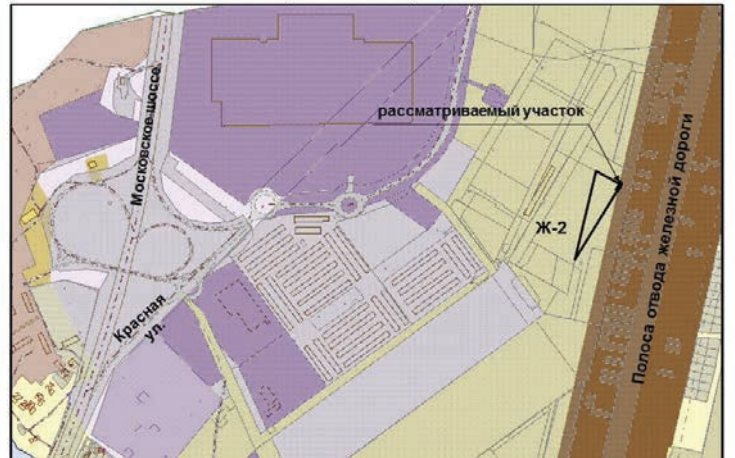 Московское шоссе
рассматриваемый участок
Ж-2
Полоса отвода железной дороги
Красная
ул.